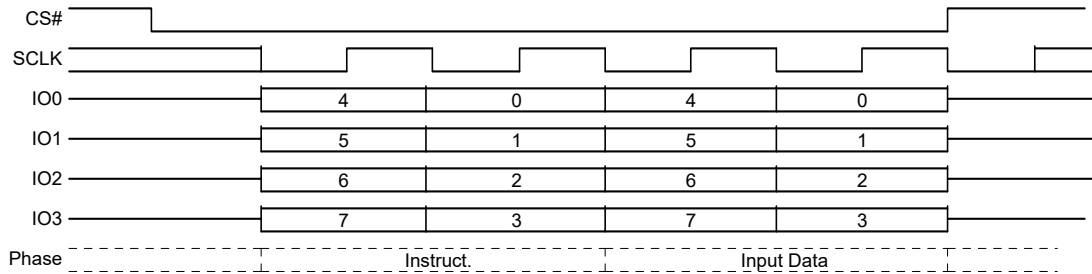 CS#
SCLK
IO0 4 0 4 0
IO1 5 1 5 1
IO2 6 2 6 2
IO3 7 3 7 3
Phase Instruct. Input Data